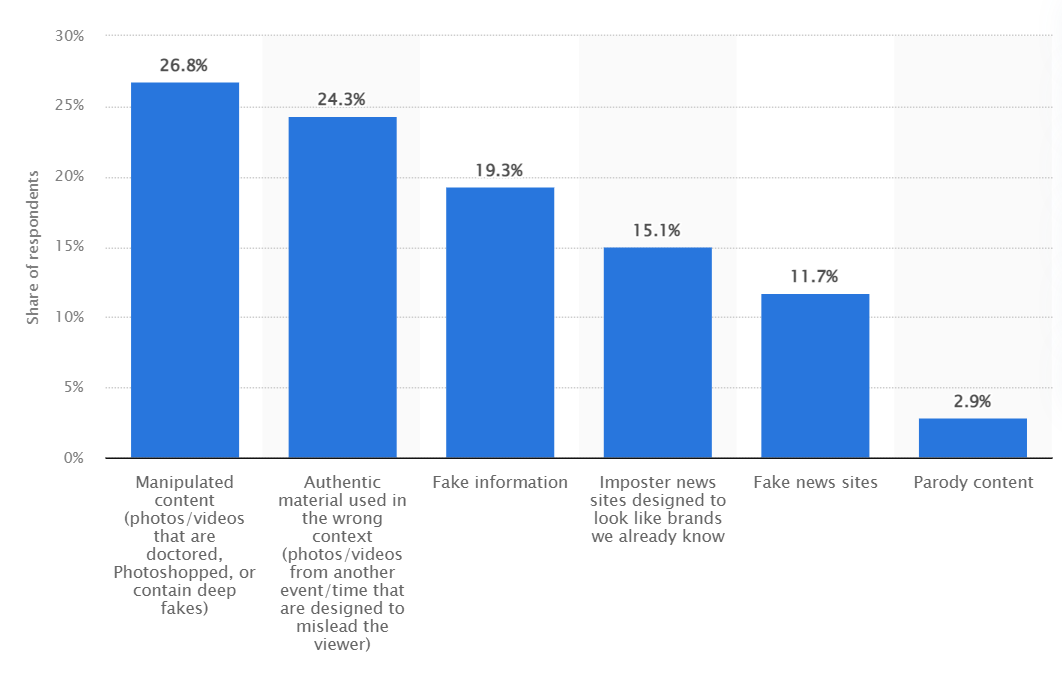 30%
25%
20%
15%
10%
5%
0%
Share of respondents
26.8%
24.3%
19.3%
15.1%
11.7%
2.9%
Manipulated
content
(photos/videos
that are
doctored,
Photoshopped, or
contain deep
fakes)
Authentic
material used in
the wrong
context
(photos/videos
from another
event/time that
are designed to
mislead the
viewer)
Fake information
Imposter news
sites designed to
look like brands
we already know
Fake news sites
Parody content